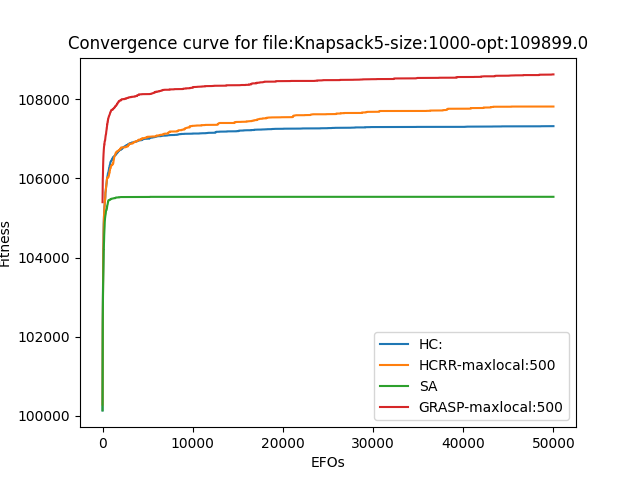 Convergence curve for file:Knapsack5-size:1000-opt:109899.0
Fitness
108000
106000
104000
102000
100000
0
10000
20000
30000
40000
50000
EFOs
HC:
HCRR-maxlocal:500
SA
GRASP-maxlocal:500